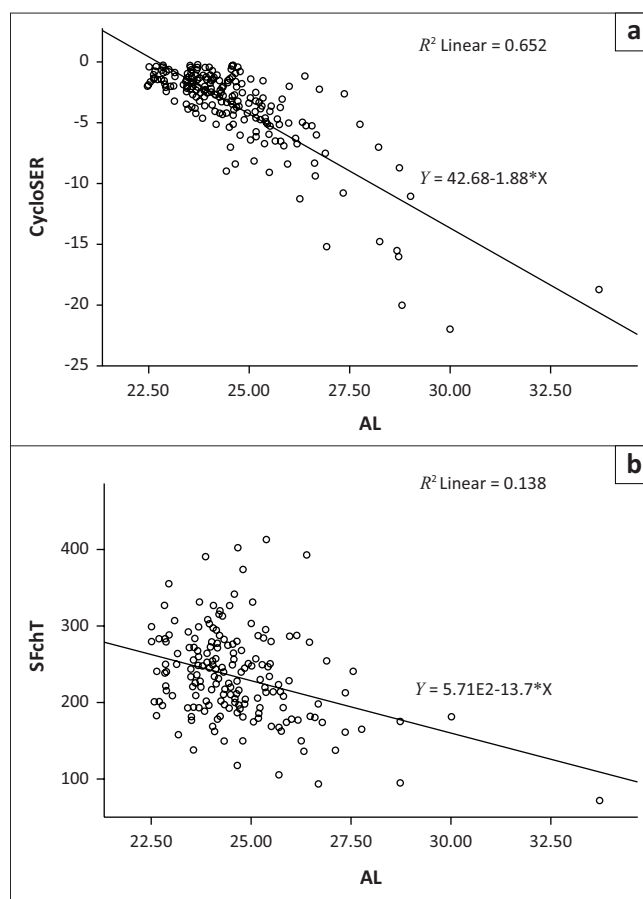 a
R² Linear = 0.652
0
-5
-10
-15
-20
-25
CycloSER
Y = 42.68-1.88*X
22.50 25.00 27.50 30.00 32.50
AL
b
R² Linear = 0.138
400
300
200
100
SFchT
Y = 5.71E2-13.7*X
22.50 25.00 27.50 30.00 32.50
AL